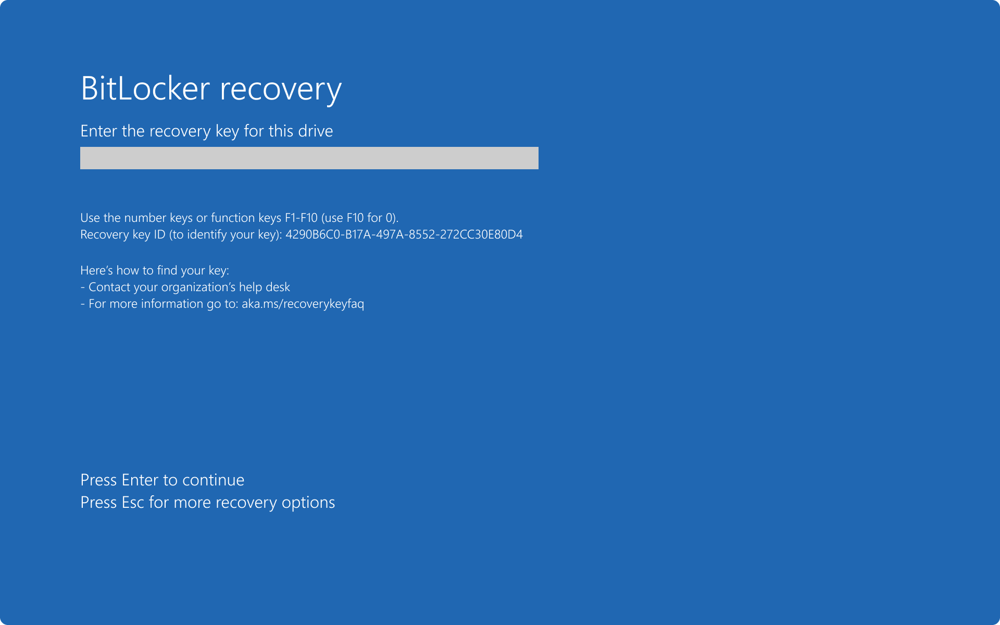 BitLocker recovery
Enter the recovery key for this drive
Use the number keys or function keys F1-F10 (use F10 for 0).
Recovery key ID (to identify your key): 4290B6C0-B17A-497A-8552-272CC30E80D4
Here’s how to find your key:
- Contact your organization’s help desk
- For more information go to: aka.ms/recoverykeyfaq
Press Enter to continue
Press Esc for more recovery options